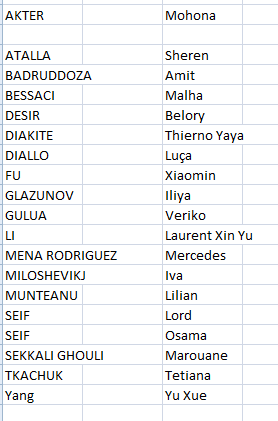 AKTER Mohona
ATALLA Sheren
BADRUDDOZA Amit
BESSACI Malha
DESIR Belory
DIAKITE Thierno Yaya
DIALLO Luça
FU Xiaomin
GLAZUNOV Iliya
GULUA Veriko
LI Laurent Xin Yu
MENA RODRIGUEZ Mercedes
MILOSHEVIKJ Iva
MUNTEANU Lilian
SEIF Lord
SEIF Osama
SEKKALI GHOULI Marouane
TKACHUK Tetiana
Yang Yu Xue